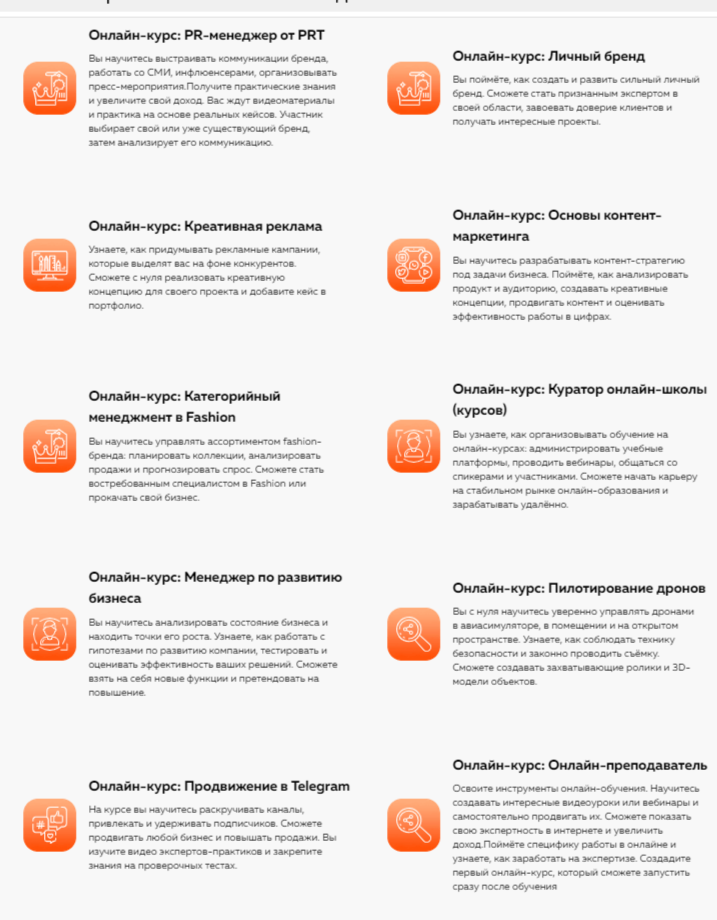 Онлайн-курс: PR-менеджер от PRT
Вы научитесь выстраивать коммуникации бренда,
работать со СМИ, инфлюенсерами, организовывать
пресс-мероприятия.Получите практические знания
и увеличите свой доход. Вас ждут видеоматериалы
и практика на основе реальных кейсов. Участник
выбирает свой или уже существующий бренд,
затем анализирует его коммуникацию.
Онлайн-курс: Личный бренд
Вы поймёте, как создать и развить сильный личный
бренд. Сможете стать признанным экспертом в
своей области, завоевать доверие клиентов и
получать интересные проекты.
Онлайн-курс: Креативная реклама
Узнаете, как придумывать рекламные кампании,
которые выделят вас на фоне конкурентов.
Сможете с нуля реализовать креативную
концепцию для своего проекта и добавите кейс в
портфолио.
Онлайн-курс: Основы контент-
маркетинга
Вы научитесь разрабатывать контент-стратегию
под задачи бизнеса. Поймёте, как анализировать
продукт и аудиторию, создавать креативные
концепции, продвигать контент и оценивать
эффективность работы в цифрах.
Онлайн-курс: Категорийный
менеджмент в Fashion
Вы научитесь управлять ассортиментом fashion-
бренда: планировать коллекции, анализировать
продажи и прогнозировать спрос. Сможете стать
востребованным специалистом в Fashion или
прокачать свой бизнес.
Онлайн-курс: Куратор онлайн-школы
(курсов)
Вы узнаете, как организовывать обучение на
онлайн-курсах: администрировать учебные
платформы, проводить вебинары, общаться со
спикерами и участниками. Сможете начать карьеру
на стабильном рынке онлайн-образования и
зарабатывать удалённо.
Онлайн-курс: Менеджер по развитию
бизнеса
Вы научитесь анализировать состояние бизнеса и
находить точки его роста. Узнаете, как работать с
гипотезами по развитию компании, тестировать и
оценивать эффективность ваших решений. Сможете
взять на себя новые функции и претендовать на
повышение.
Онлайн-курс: Пилотирование дронов
Вы с нуля научитесь уверенно управлять дронами
в авиасимуляторе, в помещении и на открытом
пространстве. Узнаете, как соблюдать технику
безопасности и законно проводить съёмку.
Сможете создавать захватывающие ролики и 3D-
модели объектов.
Онлайн-курс: Продвижение в Telegram
На курсе вы научитесь раскручивать каналы,
привлекать и удерживать подписчиков. Сможете
продвигать любой бизнес и повышать продажи. Вы
изучите видео экспертов-практиков и закрепите
знания на проверочных тестах.
Онлайн-курс: Онлайн-преподаватель
Освоите инструменты онлайн-обучения. Научитесь
создавать интересные видеоуроки или вебинары и
самостоятельно продвигать их. Сможете показать
свою экспертность в интернете и увеличить
доход.Поймёте специфику работы в онлайне и
узнаете, как заработать на экспертизе. Создадите
первый онлайн-курс, который сможете запустить
сразу после обучения